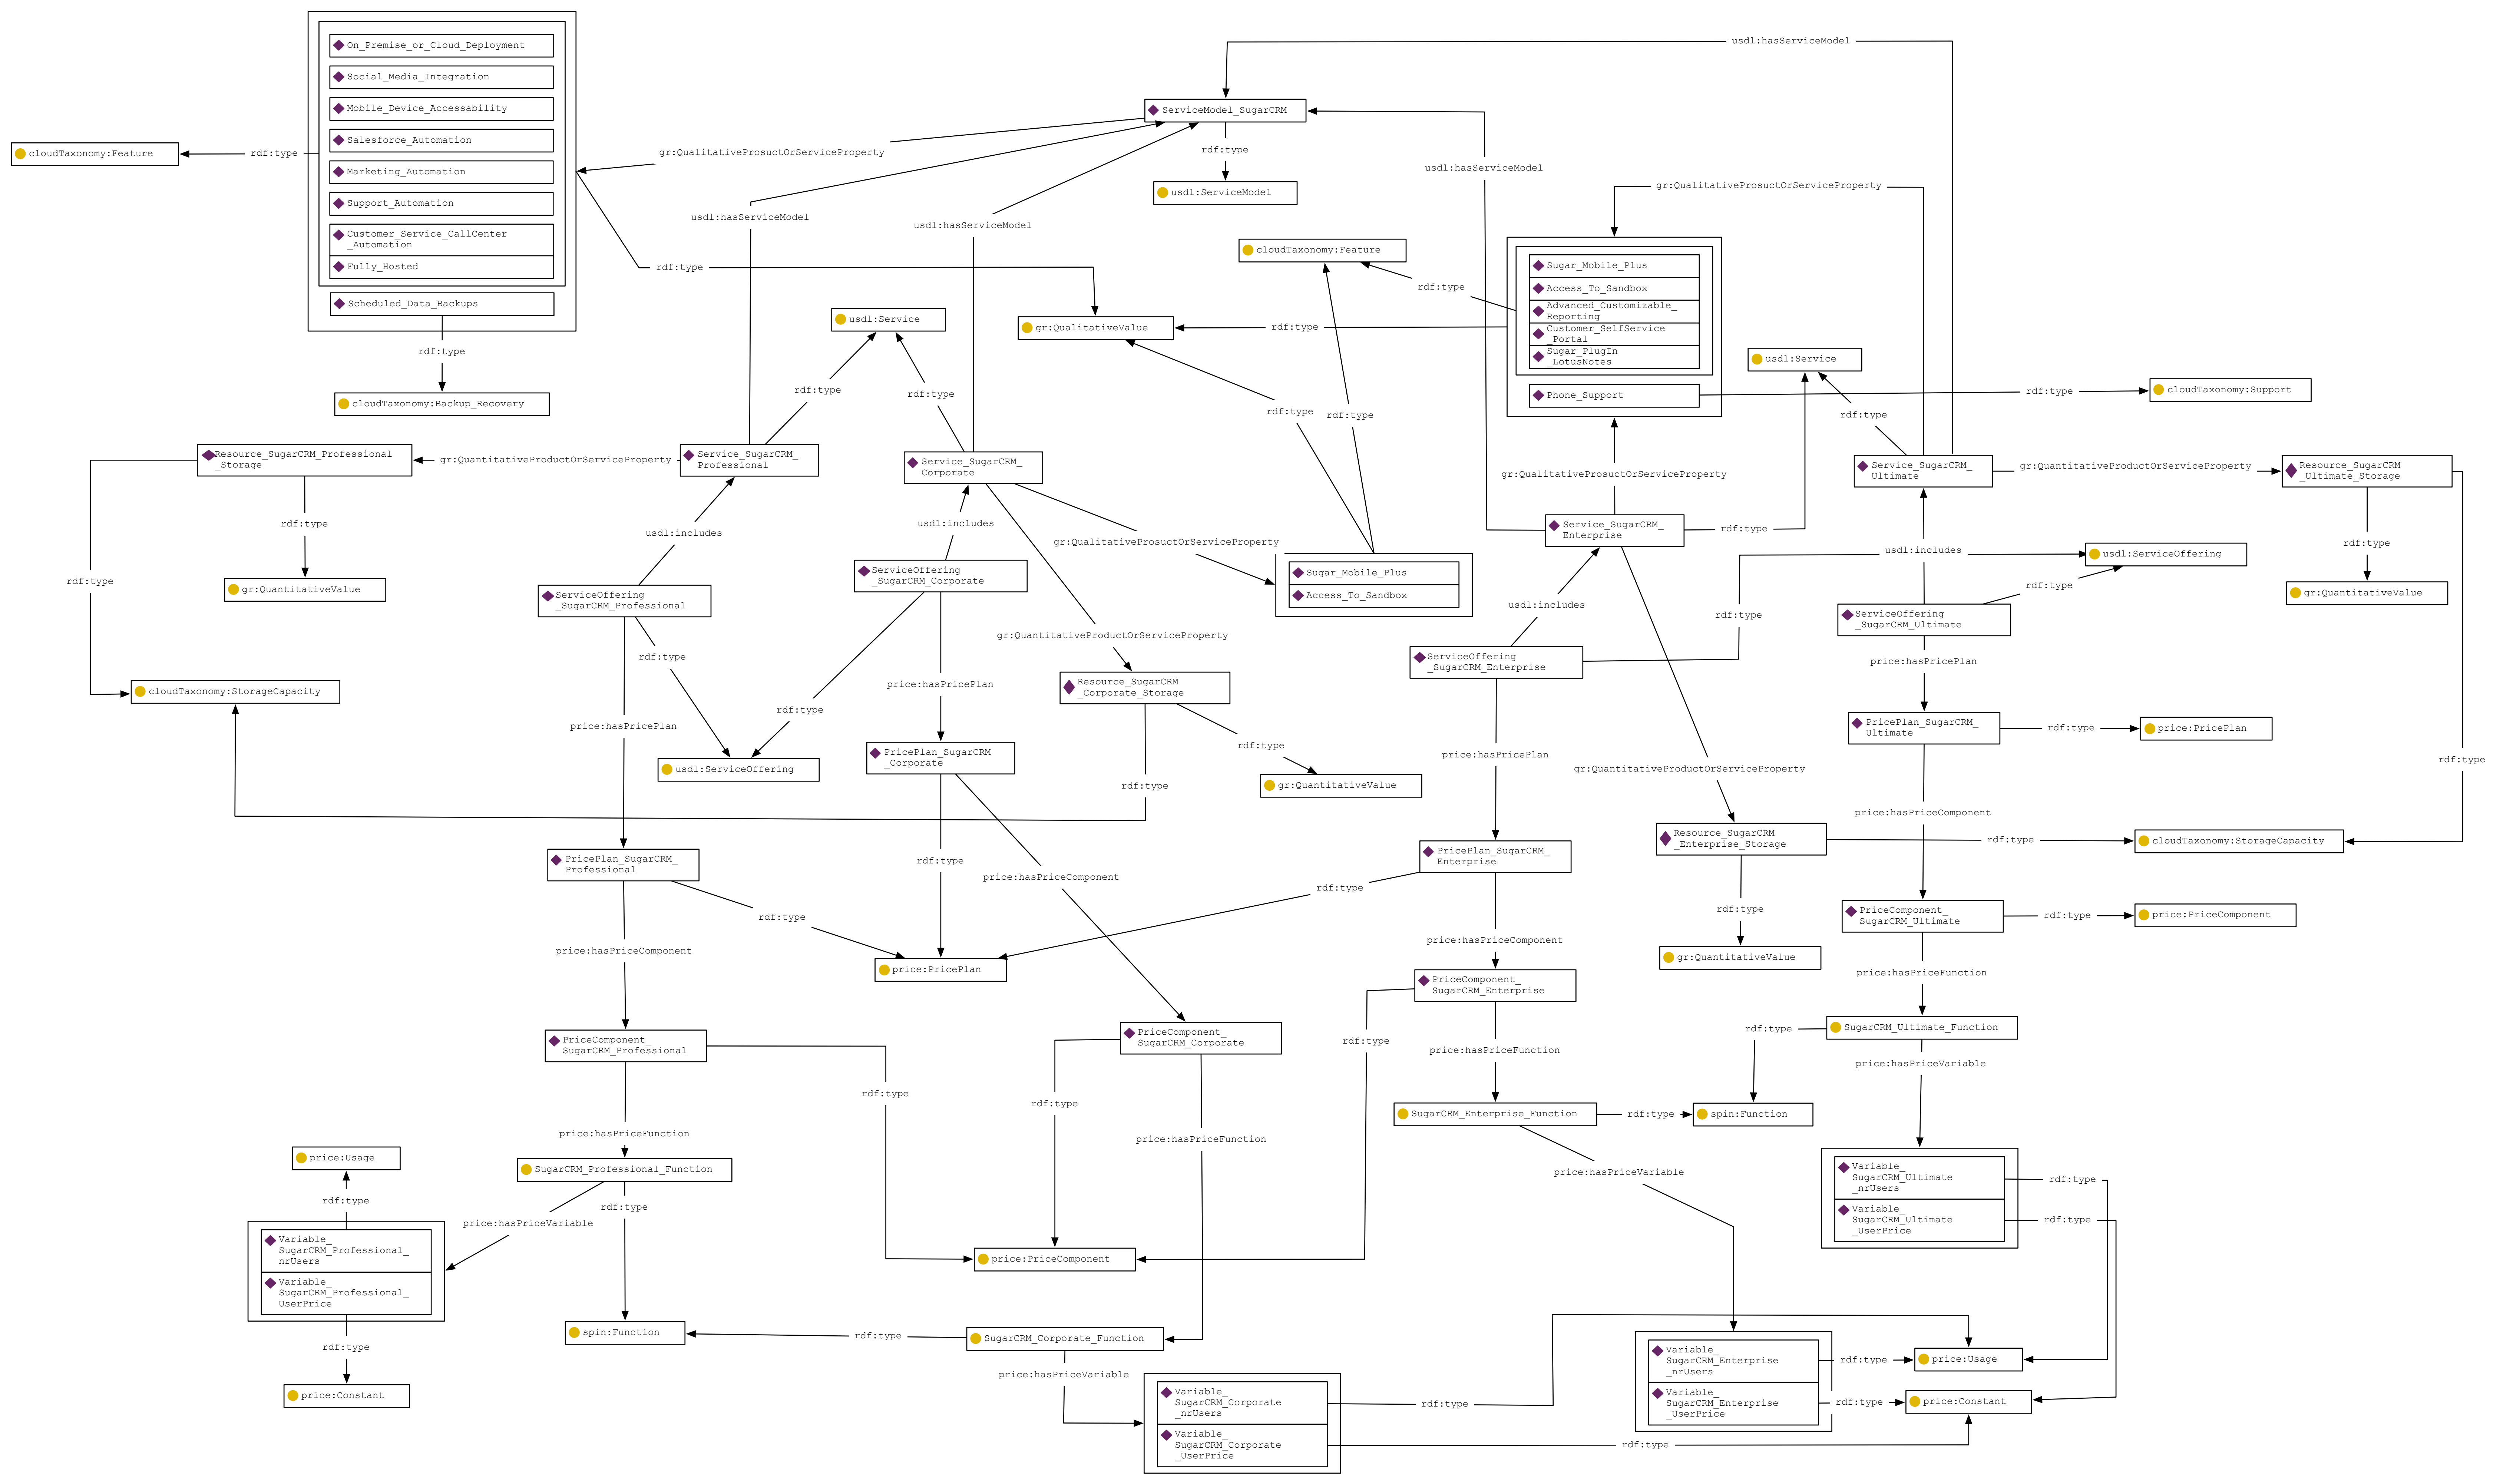 On_Premise_or_Cloud_Deployment
Social_Media_Integration
Mobile_Device_Accessability
Salesforce_Automation
Marketing_Automation
Support_Automation
Customer_Service_CallCenter
_Automation
Fully_Hosted
Scheduled_Data_Backups
cloudTaxonomy:Feature
rdf:type
rdf:type
cloudTaxonomy:Backup_Recovery
gr:QualitativeProsuctOrServiceProperty
rdf:type
usdl:hasServiceModel
ServiceModel_SugarCRM
rdf:type
usdl:ServiceModel
usdl:hasServiceModel
usdl:hasServiceModel
usdl:hasServiceModel
gr:QualitativeProsuctOrServiceProperty
cloudTaxonomy:Feature
rdf:type
Sugar_Mobile_Plus
Access_To_Sandbox
Advanced_Customizable_
Reporting
Customer_SelfService
_Portal
Sugar_PlugIn
_LotusNotes
Phone_Support
usdl:Service
gr:QualitativeValue
rdf:type
usdl:Service
rdf:type
cloudTaxonomy:Support
rdf:type
rdf:type
rdf:type
rdf:type
rdf:type
Resource_SugarCRM_Professional
_Storage
gr:QuantitativeProductOrServiceProperty
Service_SugarCRM_
Professional
Service_SugarCRM_
Corporate
gr:QualitativeProsuctOrServiceProperty
Service_SugarCRM_
Ultimate
gr:QuantitativeProductOrServiceProperty
Resource_SugarCRM
_Ultimate_Storage
rdf:type
usdl:includes
usdl:includes
gr:QualitativeProsuctOrServiceProperty
Service_SugarCRM_
Enterprise
rdf:type
usdl:includes
usdl:ServiceOffering
rdf:type
rdf:type
gr:QuantitativeValue
ServiceOffering
_SugarCRM_Professional
ServiceOffering
_SugarCRM_Corporate
Sugar_Mobile_Plus
Access_To_Sandbox
usdl:includes
rdf:type
rdf:type
gr:QuantitativeValue
ServiceOffering
_SugarCRM_Ultimate
rdf:type
gr:QuantitativeProductOrServiceProperty
ServiceOffering
_SugarCRM_Enterprise
price:hasPricePlan
cloudTaxonomy:StorageCapacity
price:hasPricePlan
rdf:type
price:hasPricePlan
Resource_SugarCRM
_Corporate_Storage
PricePlan_SugarCRM_
Ultimate
rdf:type
price:PricePlan
usdl:ServiceOffering
PricePlan_SugarCRM
_Corporate
rdf:type
rdf:type
gr:QuantitativeValue
price:hasPricePlan
gr:QuantitativeProductOrServiceProperty
rdf:type
price:hasPriceComponent
PricePlan_SugarCRM_
Professional
rdf:type
price:hasPriceComponent
PricePlan_SugarCRM_
Enterprise
rdf:type
Resource_SugarCRM
_Enterprise_Storage
rdf:type
cloudTaxonomy:StorageCapacity
rdf:type
price:hasPriceComponent
price:PricePlan
price:hasPriceComponent
rdf:type
gr:QuantitativeValue
PriceComponent_
SugarCRM_Ultimate
rdf:type
price:PriceComponent
PriceComponent_
SugarCRM_Enterprise
price:hasPriceFunction
PriceComponent_
SugarCRM_Professional
PriceComponent_
SugarCRM_Corporate
rdf:type
price:hasPriceFunction
rdf:type
SugarCRM_Ultimate_Function
price:hasPriceVariable
rdf:type
rdf:type
SugarCRM_Enterprise_Function
rdf:type
spin:Function
price:hasPriceFunction
price:hasPriceFunction
price:hasPriceVariable
price:Usage
SugarCRM_Professional_Function
rdf:type
price:hasPriceVariable
rdf:type
Variable_
SugarCRM_Professional_
nrUsers
Variable_
SugarCRM_Professional_
UserPrice
Variable_
SugarCRM_Ultimate
_nrUsers
Variable_
SugarCRM_Ultimate
_UserPrice
rdf:type
rdf:type
price:PriceComponent
rdf:type
price:Constant
spin:Function
rdf:type
SugarCRM_Corporate_Function
price:hasPriceVariable
Variable_
SugarCRM_Corporate
_nrUsers
Variable_
SugarCRM_Corporate
_UserPrice
rdf:type
rdf:type
Variable_
SugarCRM_Enterprise
_nrUsers
Variable_
SugarCRM_Enterprise
_UserPrice
rdf:type
price:Usage
rdf:type
price:Constant